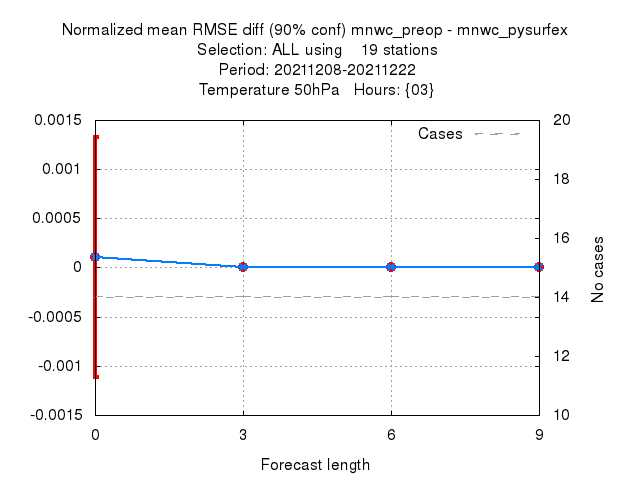 Normalized mean RMSE diff (90% conf) mnwc_preop - mnwc_pysurfex
Selection: ALL using    19 stations
Period: 20211208-20211222
Temperature 50hPa   Hours: {03}
Cases
0.0015
0.001
0.0005
0
-0.0005
-0.001
-0.0015
20
18
16
14
12
10
No cases
0 3 6 9
Forecast length